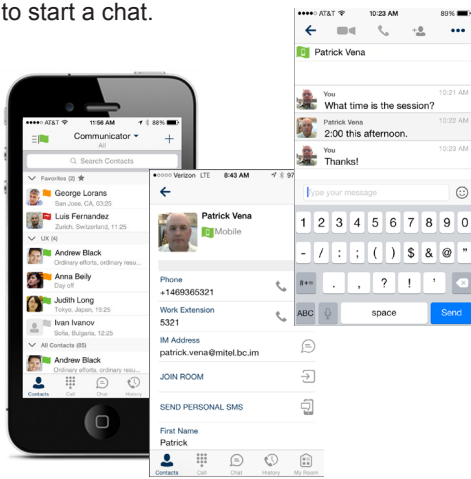 to start a chat.
AT&T 11:56 AM 88%
Communicator
All
Search Contacts
Favorites (2)
George Lorans
San Jose, CA, 03:25
Luis Fernandez
Zurich, Switzerland, 11:25
UX (4)
Andrew Black
Ordinary efforts, ordinary resu...
Anna Beily
Day off
Judith Long
Tokyo, Japan, 19:25
Ivan Ivanov
Sofia, Bulgaria, 12:25
All Contacts (85)
Andrew Black
Ordinary efforts, ordinary resu...
Contacts Call Chat History
Verizon LTE 8:43 AM 97
Patrick Vena
Mobile
Phone
+1469365321
Work Extension
5321
IM Address
patrick.vena@mitel.bc.im
JOIN ROOM
SEND PERSONAL SMS
First Name
Patrick
Contacts Call Chat History My Room
AT&T 10:23 AM 89%
Patrick Vena
You 10:21 AM
What time is the session?
Patrick Vena 10:22 AM
2:00 this afternoon.
You 10:23 AM
Thanks!
Type your message
1 2 3 4 5 6 7 8 9 0
- / : ; ( ) $ & @ "
#+= . , ? ! '
ABC space Send